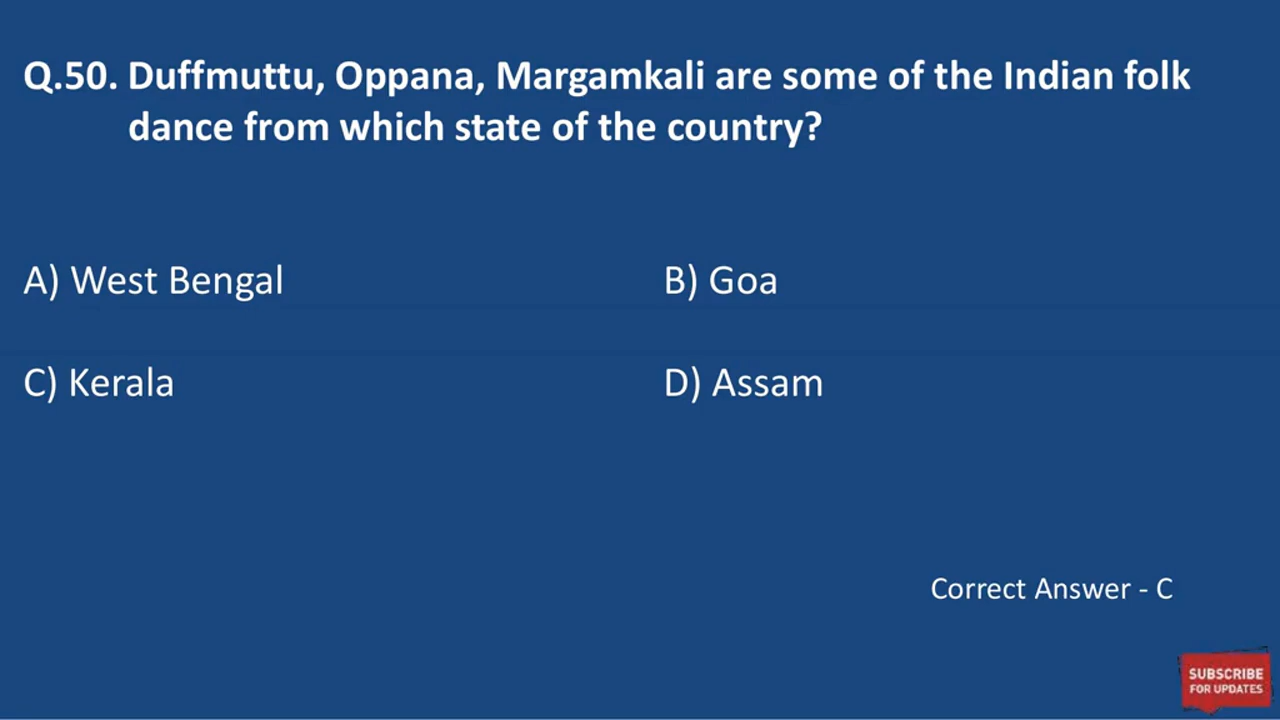 Q.50. Duffmuttu, Oppana, Margamkali are some of the Indian folk
dance from which state of the country?
A) West Bengal
B) Goa
C) Kerala
D) Assam
Correct Answer - C
SUBSCRIBE
FOR UPDATES